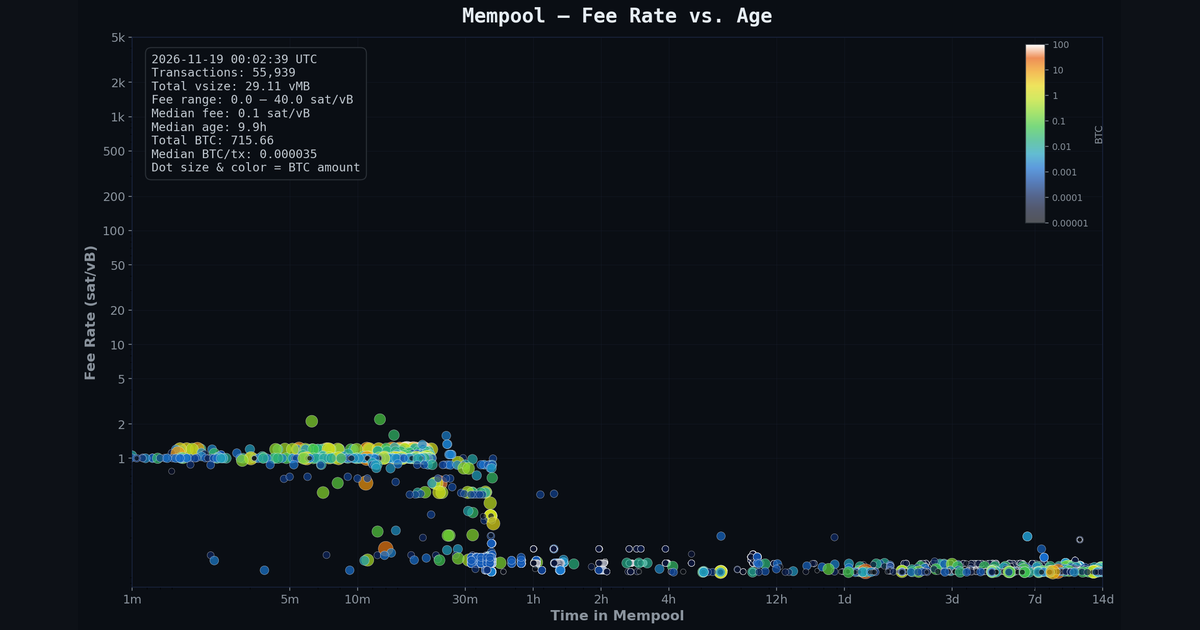 Mempool — Fee Rate vs. Age
2026-11-19 00:02:39 UTC
Transactions: 55,939
Total vsize: 29.11 vMB
Fee range: 0.0 — 40.0 sat/vB
Median fee: 0.1 sat/vB
Median age: 9.9h
Total BTC: 715.66
Median BTC/tx: 0.000035
Dot size & color = BTC amount
5k
2k
1k
500
200
100
50
20
10
5
2
1
Fee Rate (sat/vB)
100
10
1
0.1
0.01
0.001
0.0001
0.00001
BTC
1m 5m 10m 30m 1h 2h 4h 12h 1d 3d 7d 14d
Time in Mempool